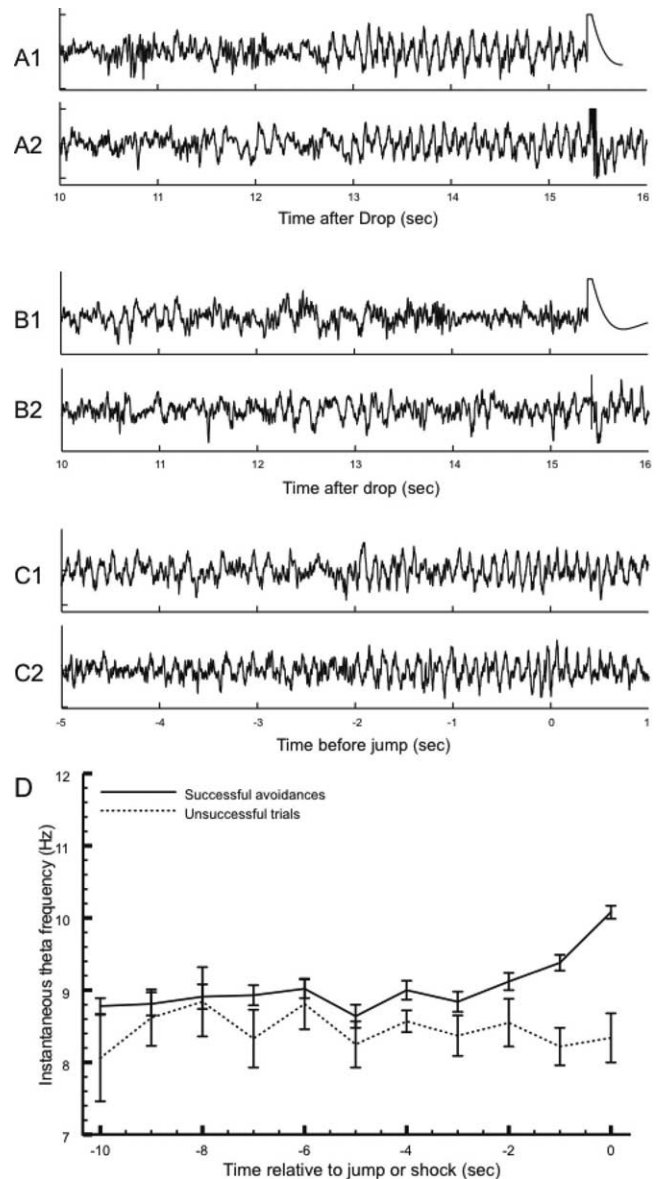 A1
A2
10 11 12 13 14 15 16
Time after Drop (sec)
B1
B2
10 11 12 13 14 15 16
Time after drop (sec)
C1
C2
-5 -4 -3 -2 -1 0 1
Time before jump (sec)
D
12
Successful avoidances
Unsuccessful trials
11
10
9
8
7
Instantaneous theta frequency (Hz)
-10 -8 -6 -4 -2 0
Time relative to jump or shock (sec)